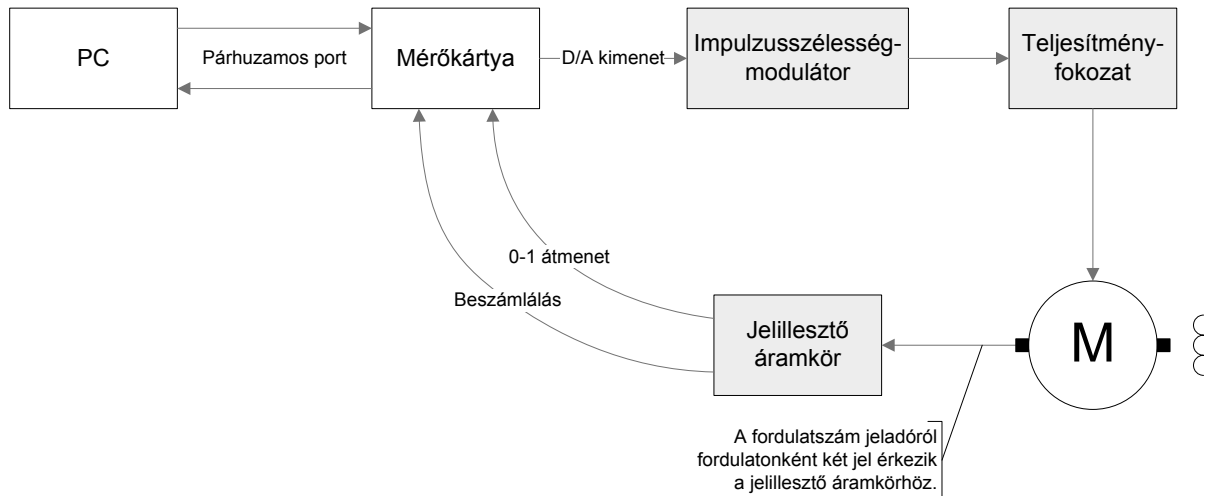 PC
Párhuzamos port
Mérőkártya
D/A kimenet
Impulzusszélesség-
modulátor
Teljesítmény-
fokozat
0-1 átmenet
Beszámlálás
Jelillesztő
áramkör
M
A fordulatszám jeladóról
fordulatonként két jel érkezik
a jelillesztő áramkörhöz.